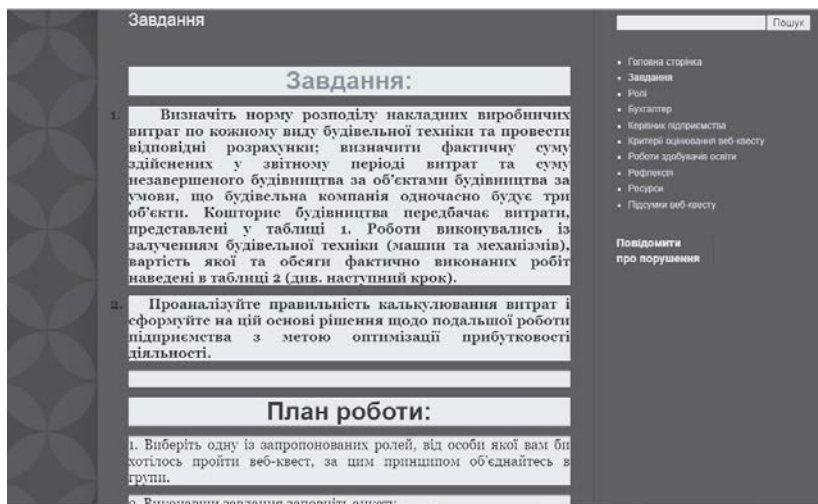 Завдання
Завдання:
1. Визначіть норму розподілу накладних виробничих
витрат по кожному виду будівельної техніки та провести
відповідні розрахунки; визначити фактичну суму
здійснених у звітному періоді витрат та суму
незавершеного будівництва за об'єктами будівництва за
умови, що будівельна компанія одночасно будує три
об'єкти. Кошторис будівництва передбачає витрати,
представлені у таблиці 1. Роботи виконувались із
залученням будівельної техніки (машин та механізмів),
вартість якої та обсяги фактично виконаних робіт
наведені в таблиці 2 (див. наступний крок).
2. Проаналізуйте правильність калькулювання витрат і
сформуйте на цій основі рішення щодо подальшої роботи
підприємства з метою оптимізації прибутковості
діяльності.
План роботи:
1. Виберіть одну із запропонованих ролей, від особи якої вам би
хотілось пройти веб-квест, за цим принципом об'єднайтесь в
групи.
2. Виконавши завдання заповніть анкету
Пошук
Головна сторінка
Завдання
Ролі
Бухгалтер
Керівник підприємства
Критерії оцінювання веб-квесту
Роботи здобувачів освіти
Рефлексія
Ресурси
Підсумки веб-квесту
Повідомити
про порушення